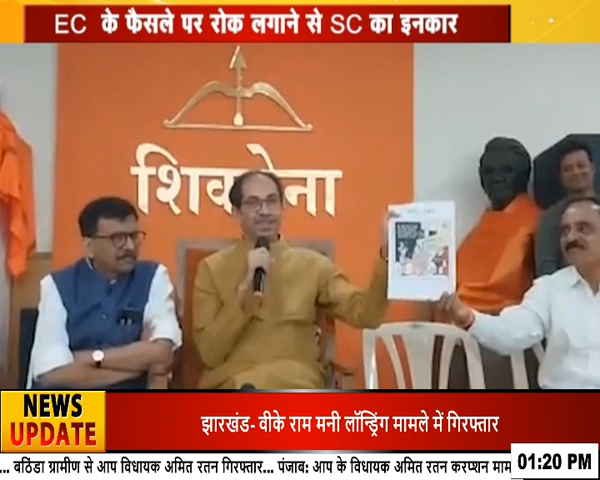 EC के फैसले पर रोक लगाने से SC का इनकार
शिवसेना
NEWS
UPDATE
झारखंड- वीके राम मनी लॉन्ड्रिंग मामले में गिरफ्तार
... बठिंडा ग्रामीण से आप विधायक अमित रतन गिरफ्तार... पंजाब: आप के विधायक अमित रतन करप्शन माम
01:20 PM